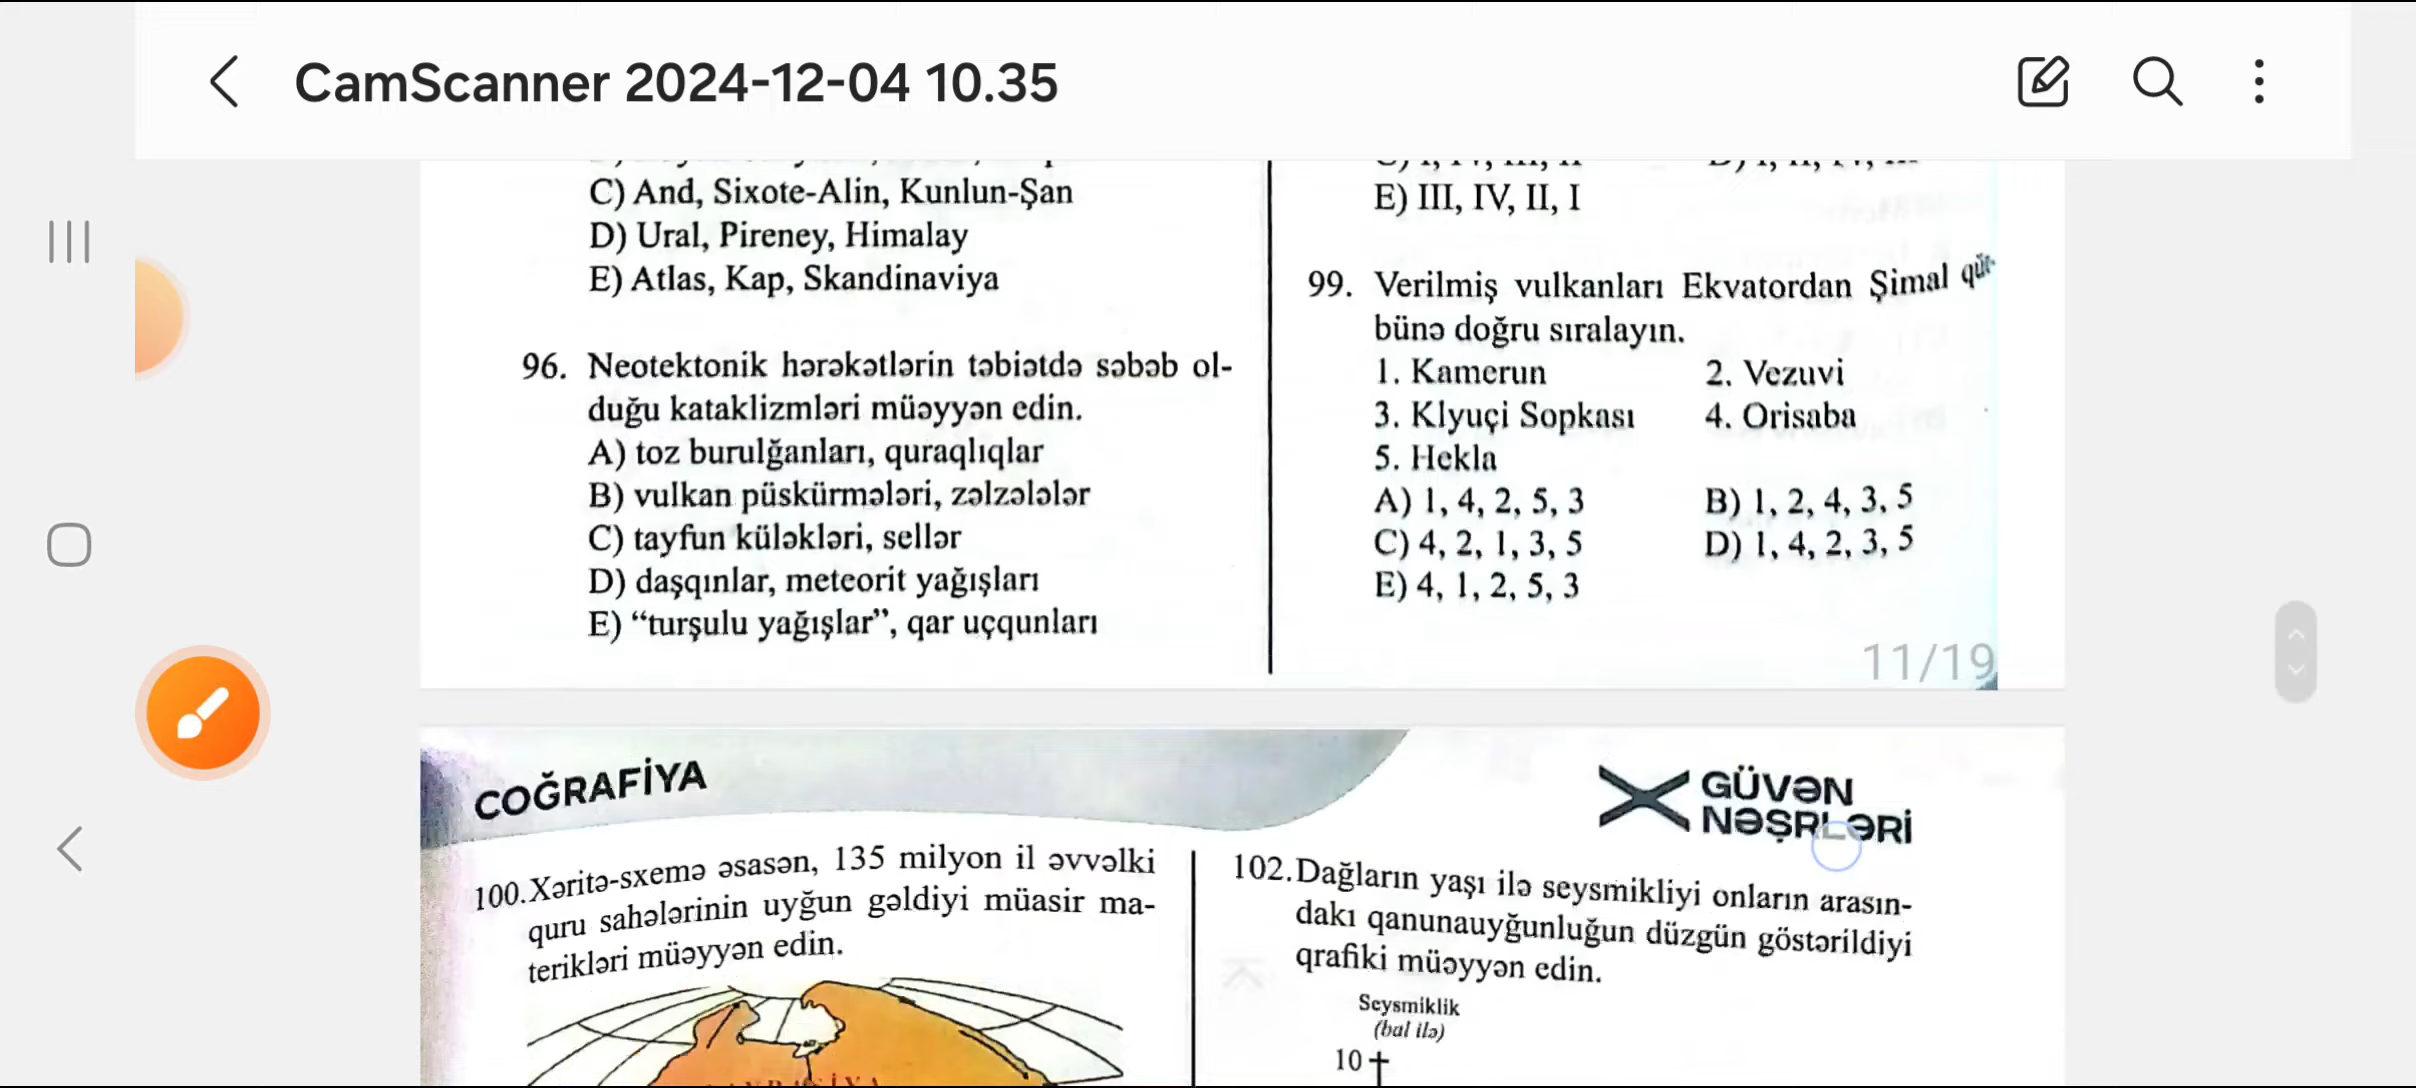 CamScanner 2024-12-04 10.35
C) And, Sixote-Alin, Kunlun-Şan
D) Ural, Pireney, Himalay
E) Atlas, Kap, Skandinaviya
96. Neotektonik hərəkətlərin təbiətdə səbəb ol-
duğu kataklizmləri müəyyən edin.
A) toz burulğanları, quraqlıqlar
B) vulkan püskürmələri, zəlzələlər
C) tayfun küləkləri, sellər
D) daşqınlar, meteorit yağışları
E) “turşulu yağışlar”, qar uçqunları
E) III, IV, II, I
99. Verilmiş vulkanları Ekvatordan Şimal qüt-
bünə doğru sıralayın.
1. Kamerun 2. Vezuvi
3. Klyuçi Sopkası 4. Orisaba
5. Hekla
A) 1, 4, 2, 5, 3 B) 1, 2, 4, 3, 5
C) 4, 2, 1, 3, 5 D) 1, 4, 2, 3, 5
E) 4, 1, 2, 5, 3
11/19
COĞRAFİYA
GÜVƏN
NƏŞRLƏRİ
100. Xəritə-sxemə əsasən, 135 milyon il əvvəlki
quru sahələrinin uyğun gəldiyi müasir ma-
terikləri müəyyən edin.
102. Dağların yaşı ilə seysmikliyi onların arasın-
dakı qanunauyğunluğun düzgün göstərildiyi
qrafiki müəyyən edin.
Seysmiklik
(bal ilə)
10